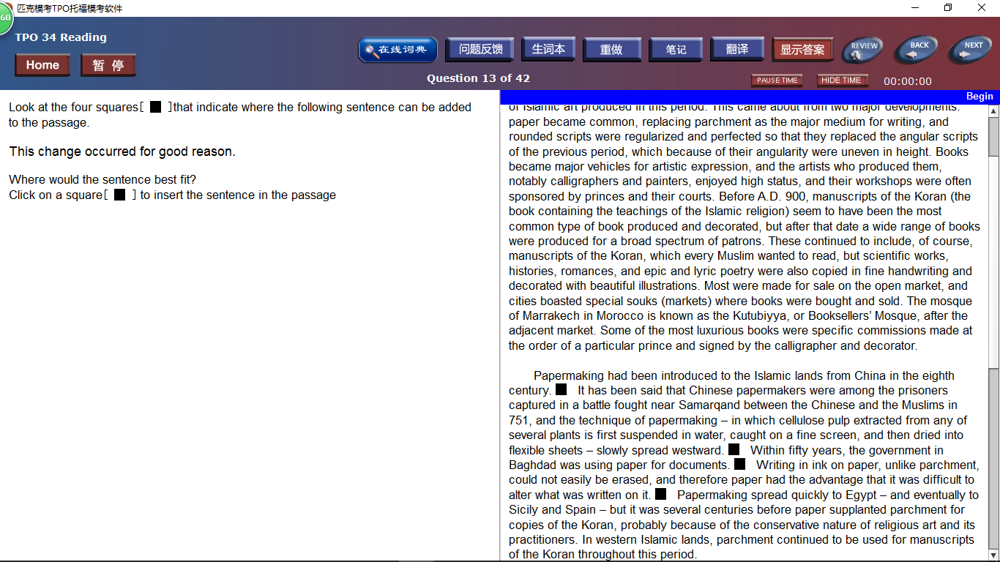 60
匹克模考TPO托福模考软件
TPO 34 Reading
Home
暂 停
在线词典
问题反馈
生词本
重做
笔记
翻译
显示答案
REVIEW
BACK
NEXT
Question 13 of 42
PAUSE TIME
HIDE TIME
00:00:00
Look at the four squares[ ■ ]that indicate where the following sentence can be added
to the passage.
This change occurred for good reason.
Where would the sentence best fit?
Click on a square[ ■ ] to insert the sentence in the passage
Begin
of Islamic art produced in this period. This came about from two major developments:
paper became common, replacing parchment as the major medium for writing, and
rounded scripts were regularized and perfected so that they replaced the angular scripts
of the previous period, which because of their angularity were uneven in height. Books
became major vehicles for artistic expression, and the artists who produced them,
notably calligraphers and painters, enjoyed high status, and their workshops were often
sponsored by princes and their courts. Before A.D. 900, manuscripts of the Koran (the
book containing the teachings of the Islamic religion) seem to have been the most
common type of book produced and decorated, but after that date a wide range of books
were produced for a broad spectrum of patrons. These continued to include, of course,
manuscripts of the Koran, which every Muslim wanted to read, but scientific works,
histories, romances, and epic and lyric poetry were also copied in fine handwriting and
decorated with beautiful illustrations. Most were made for sale on the open market, and
cities boasted special souks (markets) where books were bought and sold. The mosque
of Marrakech in Morocco is known as the Kutubiyya, or Booksellers’ Mosque, after the
adjacent market. Some of the most luxurious books were specific commissions made at
the order of a particular prince and signed by the calligrapher and decorator.
Papermaking had been introduced to the Islamic lands from China in the eighth
century. ■ It has been said that Chinese papermakers were among the prisoners
captured in a battle fought near Samarqand between the Chinese and the Muslims in
751, and the technique of papermaking – in which cellulose pulp extracted from any of
several plants is first suspended in water, caught on a fine screen, and then dried into
flexible sheets – slowly spread westward. ■ Within fifty years, the government in
Baghdad was using paper for documents. ■ Writing in ink on paper, unlike parchment,
could not easily be erased, and therefore paper had the advantage that it was difficult to
alter what was written on it. ■ Papermaking spread quickly to Egypt – and eventually to
Sicily and Spain – but it was several centuries before paper supplanted parchment for
copies of the Koran, probably because of the conservative nature of religious art and its
practitioners. In western Islamic lands, parchment continued to be used for manuscripts
of the Koran throughout this period.